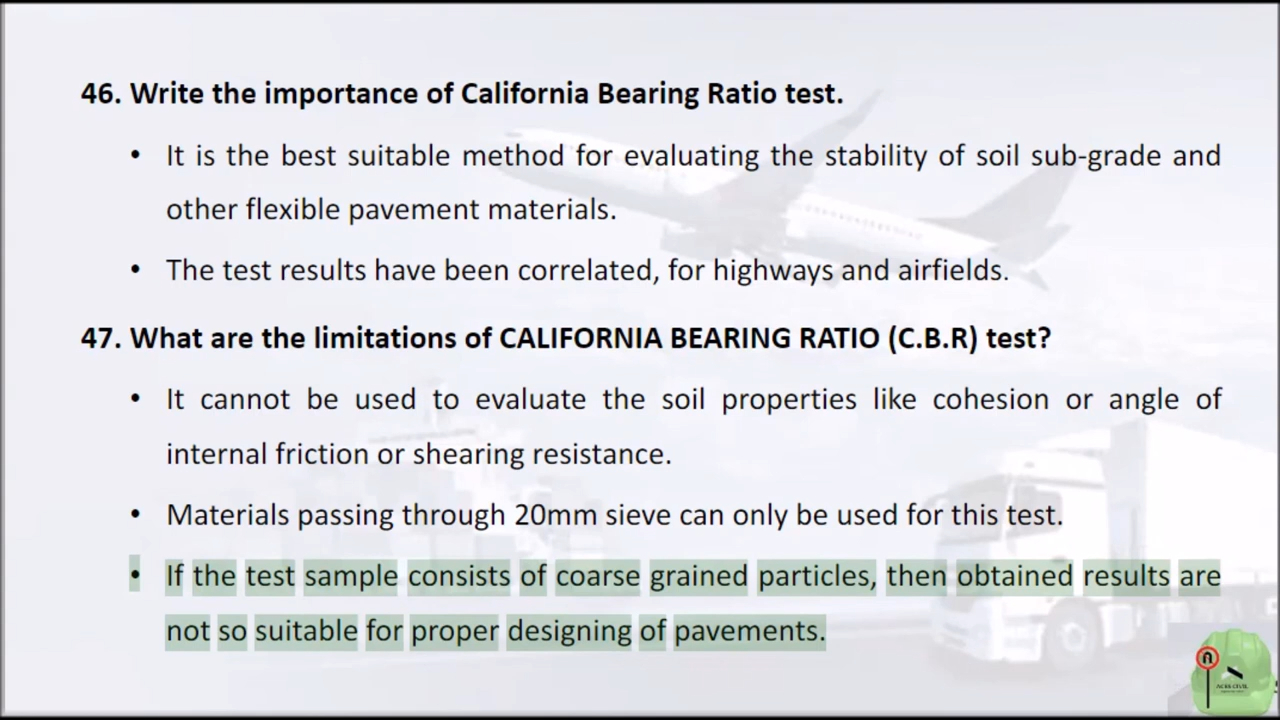 46. Write the importance of California Bearing Ratio test.
• It is the best suitable method for evaluating the stability of soil sub-grade and
other flexible pavement materials.
• The test results have been correlated, for highways and airfields.
47. What are the limitations of CALIFORNIA BEARING RATIO (C.B.R) test?
• It cannot be used to evaluate the soil properties like cohesion or angle of
internal friction or shearing resistance.
• Materials passing through 20mm sieve can only be used for this test.
• If the test sample consists of coarse grained particles, then obtained results are
not so suitable for proper designing of pavements.